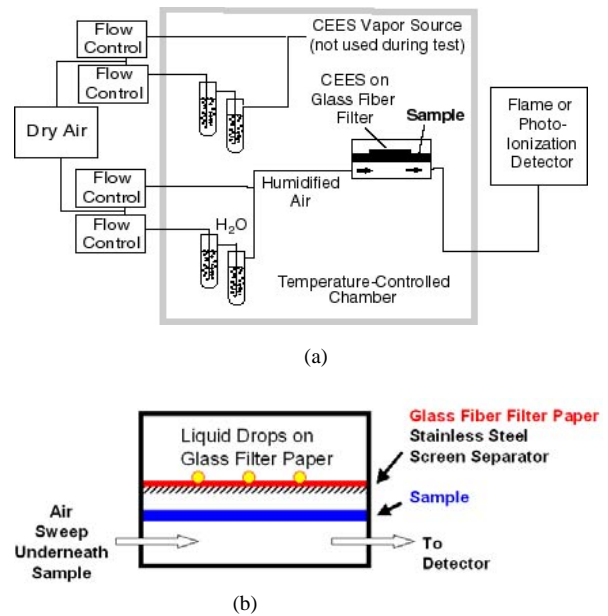 Flow
Control
Flow
Control
CEES Vapor Source
(not used during test)
CEES on
Glass Fiber
Filter
Sample
Flame or
Photo-
Ionization
Detector
Dry Air
Flow
Control
Flow
Control
Humidified
Air
H2O
Temperature-Controlled
Chamber
(a)
Liquid Drops on
Glass Filter Paper
Glass Fiber Filter Paper
Stainless Steel
Screen Separator
Sample
Air
Sweep
Underneath
Sample
To
Detector
(b)